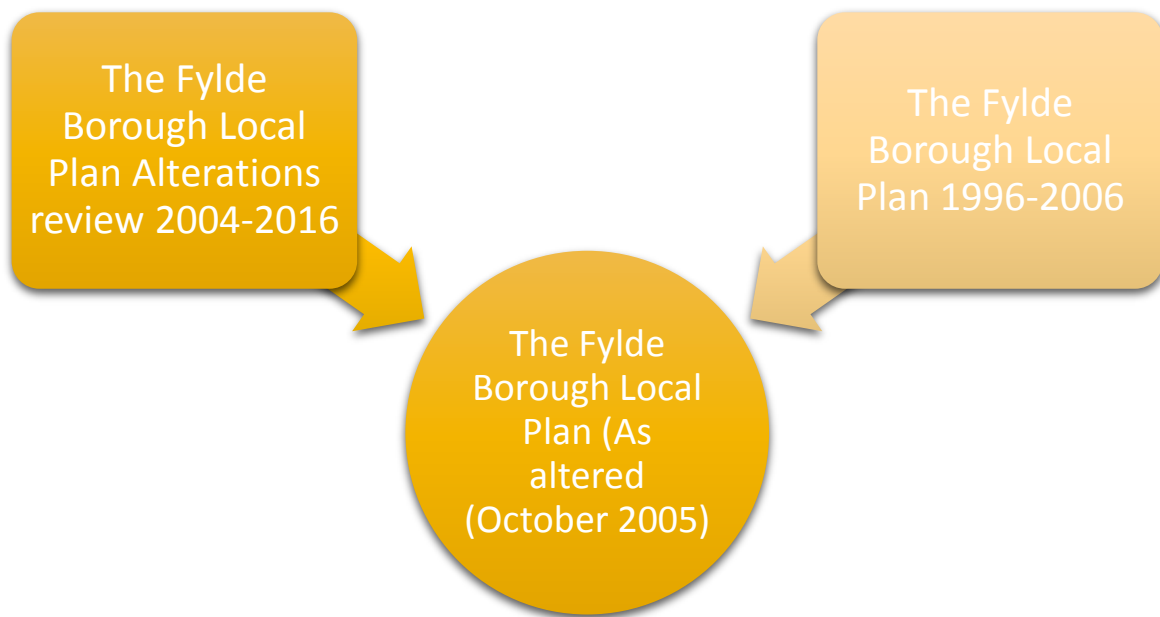 The Fylde
Borough Local
Plan Alterations
review 2004-2016
The Fylde
Borough Local
Plan 1996-2006
The Fylde
Borough Local
Plan (As
altered
(October 2005)